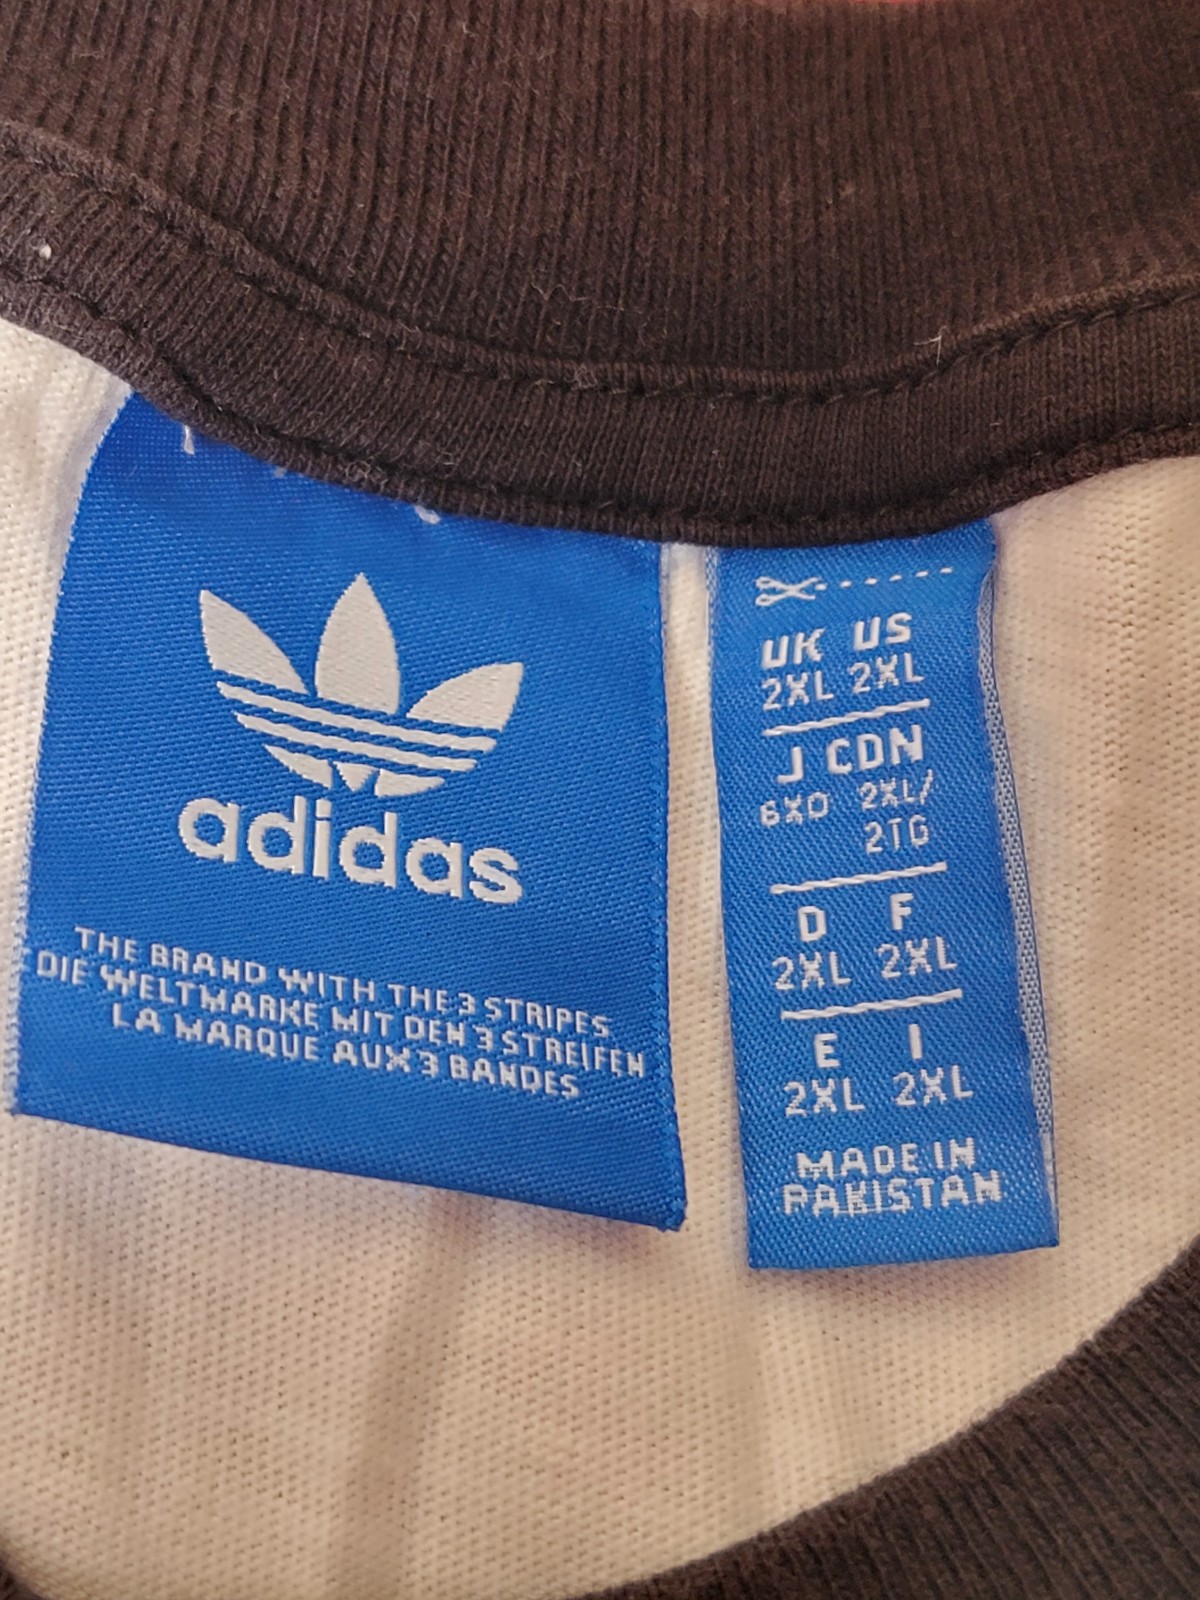 adidas
THE BRAND WITH THE 3 STRIPES
DIE WELTMARKE MIT DEN 3 STREIFEN
LA MARQUE AUX 3 BANDES
UK US
2XL 2XL
J CDN
6XO 2XL/
2TG
D F
2XL 2XL
E I
2XL 2XL
MADE IN
PAKISTAN